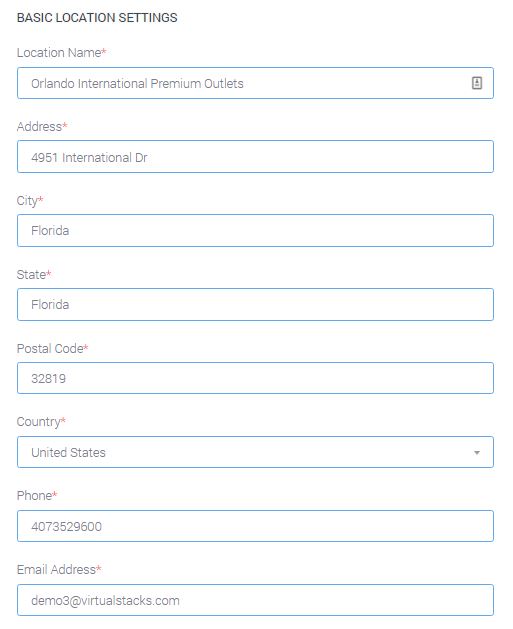 BASIC LOCATION SETTINGS
Location Name*
Orlando International Premium Outlets
Address*
4951 International Dr
City*
Florida
State*
Florida
Postal Code*
32819
Country*
United States
Phone*
4073529600
Email Address*
demo3@virtualstacks.com